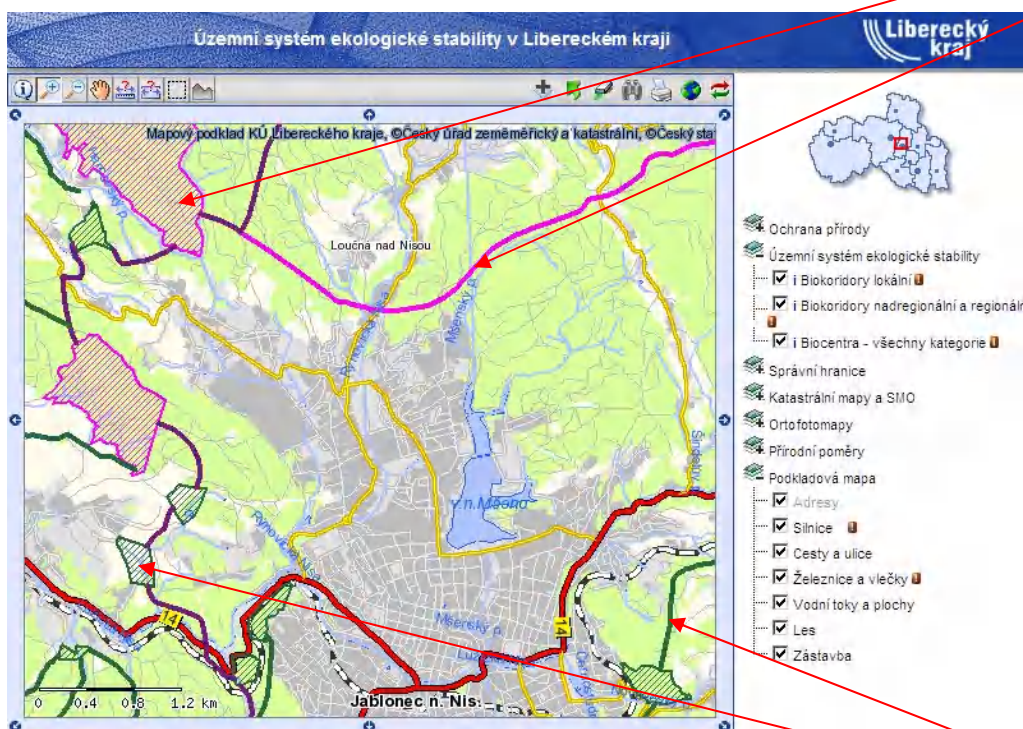 Územní systém ekologické stability v Libereckém kraji
Liberecký
kraj
Mapový podklad KÚ Libereckého kraje, ©Český úřad zeměměřický a katastrální, ©Český stat
Loučná nad Nisou
Mšenský p.
v.n.Mšeno
Mšenský p.
14
14
Jablonec n. Nis.
0 0.4 0.8 1.2 km
Ochrana přírody
Územní systém ekologické stability
i Biokoridory lokální
i Biokoridory nadregionální a regionáln
i Biocentra - všechny kategorie
Správní hranice
Katastrální mapy a SMO
Ortofotomapy
Přírodní poměry
Podkladová mapa
Adresy
Silnice
Cesty a ulice
Železnice a vlečky
Vodní toky a plochy
Les
Zástavba